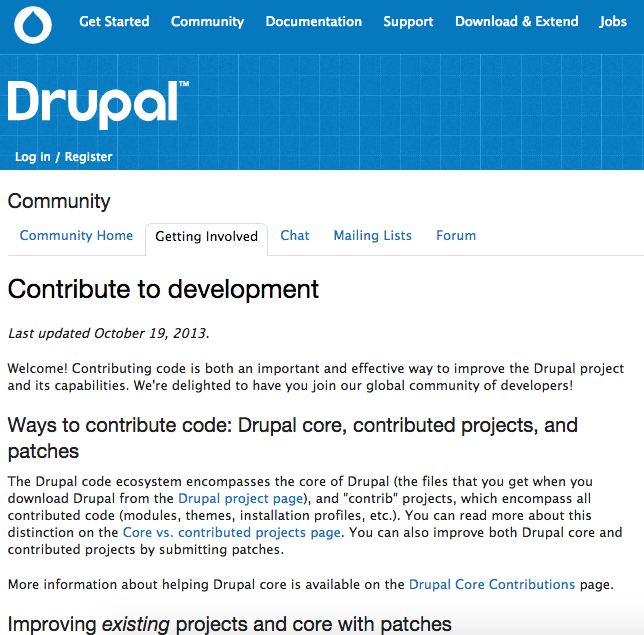 Get Started Community Documentation Support Download & Extend Jobs
Drupal™
Log in / Register
Community
Community Home Getting Involved Chat Mailing Lists Forum
Contribute to development
Last updated October 19, 2013.
Welcome! Contributing code is both an important and effective way to improve the Drupal project
and its capabilities. We're delighted to have you join our global community of developers!
Ways to contribute code: Drupal core, contributed projects, and
patches
The Drupal code ecosystem encompasses the core of Drupal (the files that you get when you
download Drupal from the Drupal project page), and "contrib" projects, which encompass all
contributed code (modules, themes, installation profiles, etc.). You can read more about this
distinction on the Core vs. contributed projects page. You can also improve both Drupal core and
contributed projects by submitting patches.
More information about helping Drupal core is available on the Drupal Core Contributions page.
Improving existing projects and core with patches